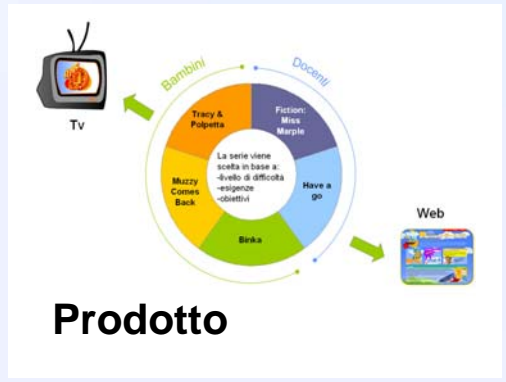 Tv
Bambini
Docenti
Tracy &
Polpetta
Fiction:
Miss
Marple
La serie viene
scelta in base a:
-livello di difficoltà
-esigenze
-obiettivi
Muzzy
Comes
Back
Have a
go
Binka
Web
Prodotto